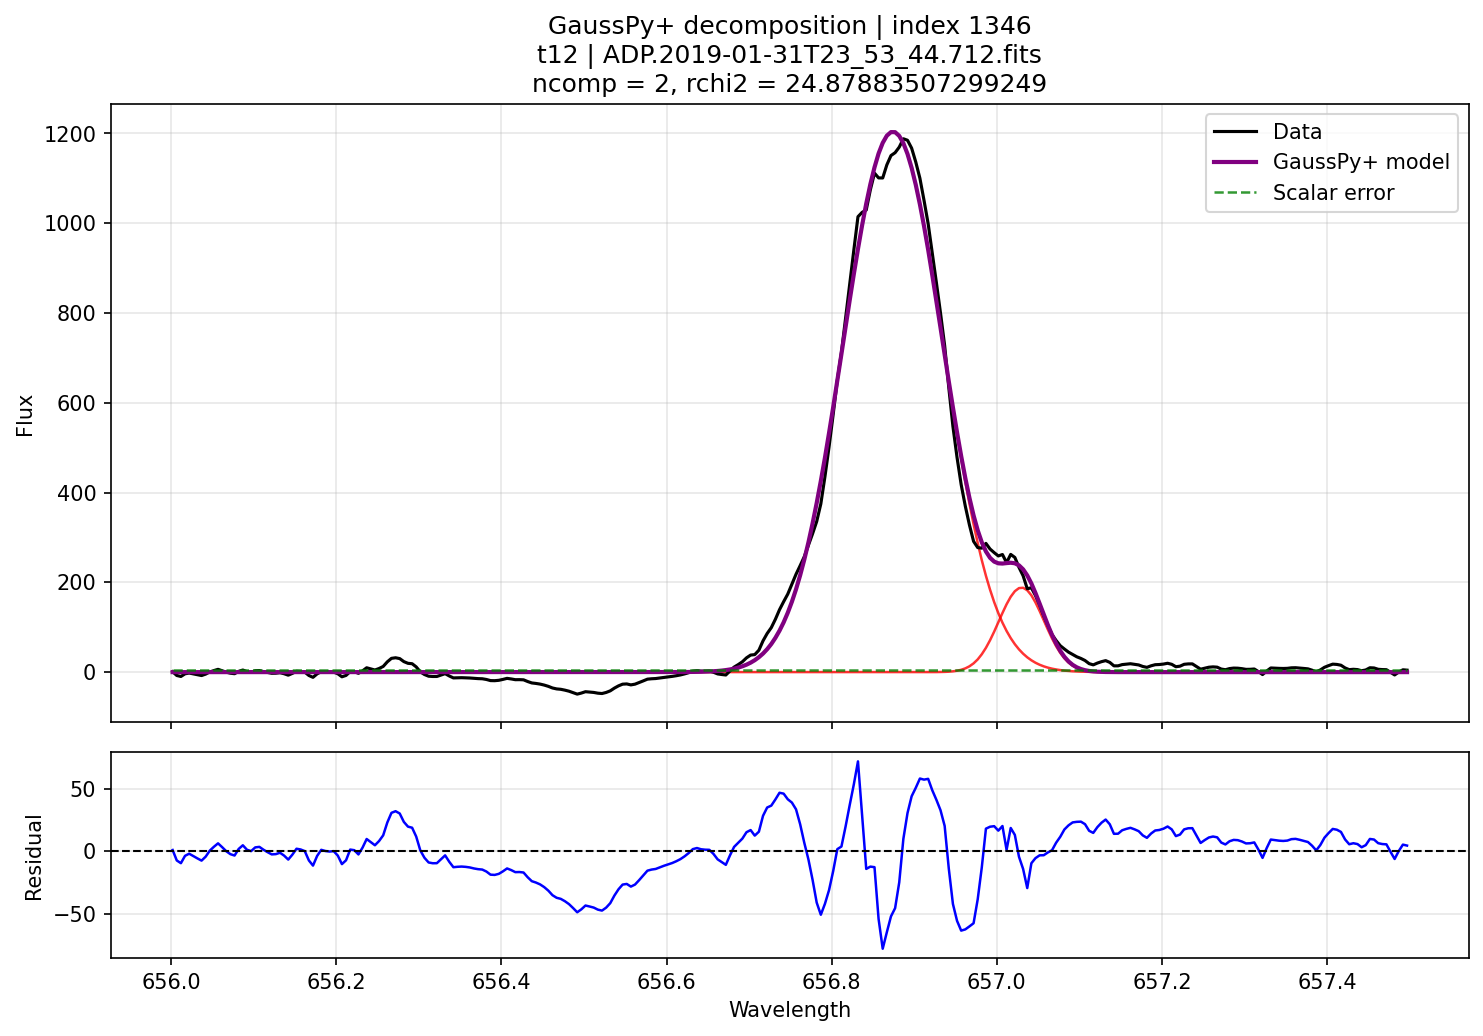 GaussPy+ decomposition | index 1346
t12 | ADP.2019-01-31T23_53_44.712.fits
ncomp = 2, rchi2 = 24.87883507299249
Data
GaussPy+ model
Scalar error
1200
1000
800
600
400
200
0
Flux
50
0
−50
Residual
656.0
656.2
656.4
656.6
656.8
657.0
657.2
657.4
Wavelength